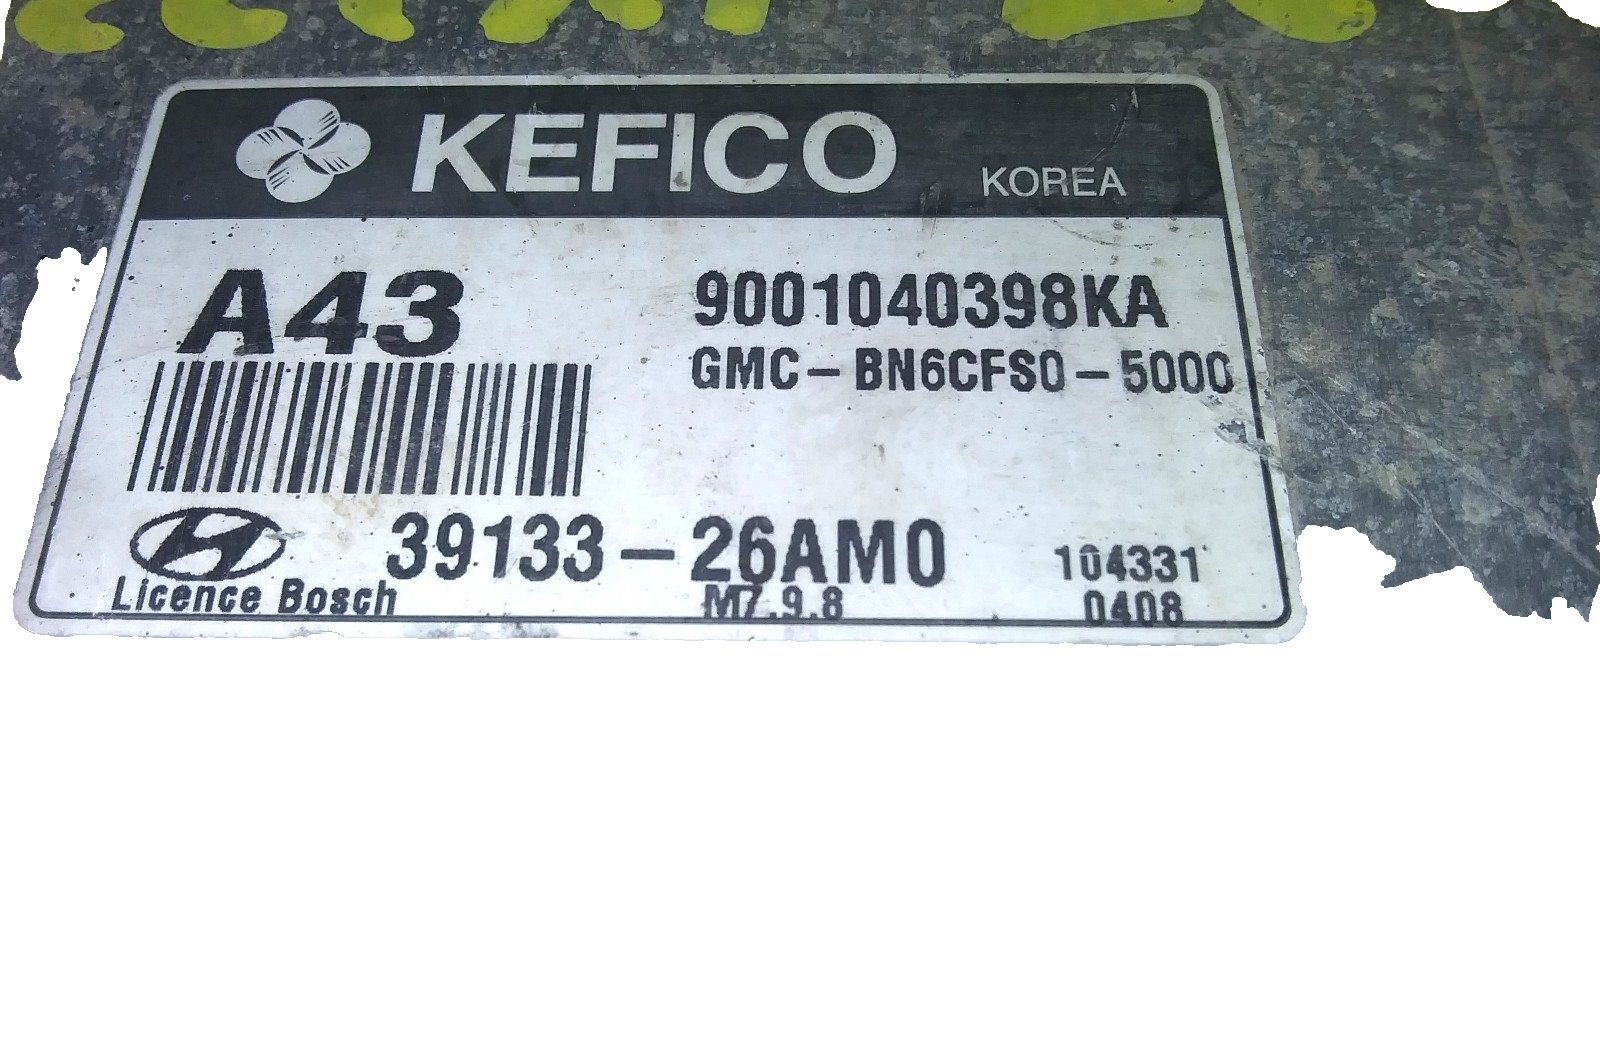 KEFICO KOREA
A43
9001040398KA
GMC-BN6CFS0-5000
39133-26AM0
104331
Licence Bosch
M7.9.8
0408